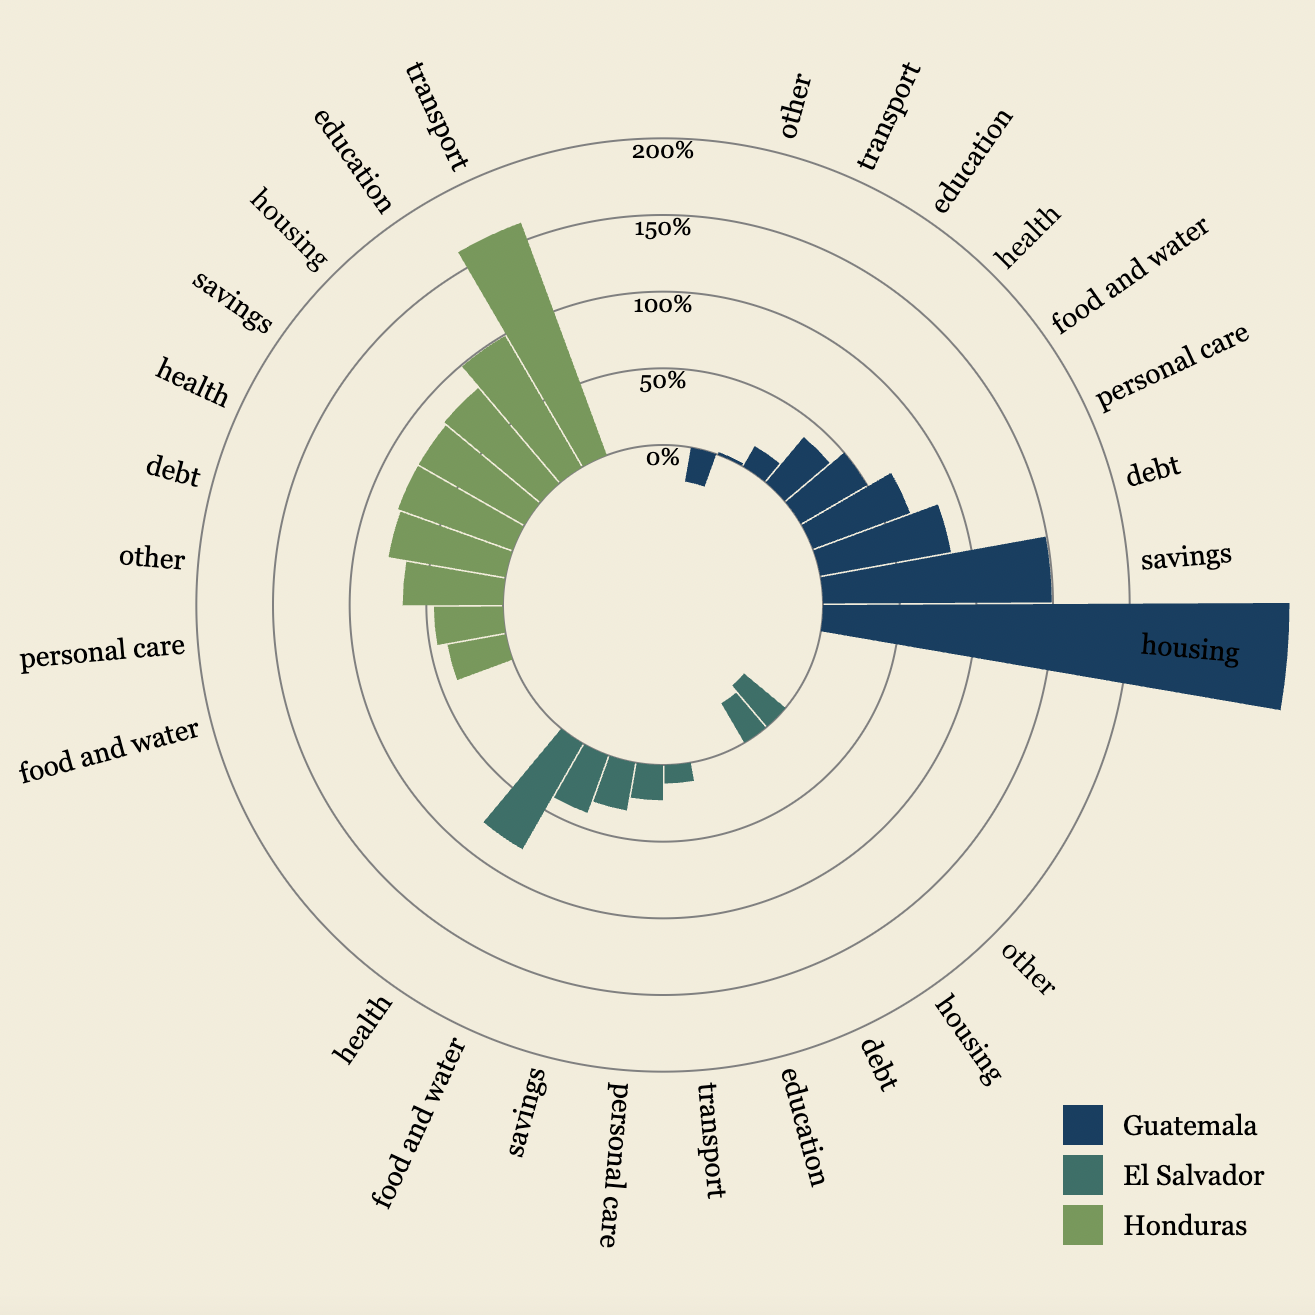 other
transport
education
health
food and water
personal care
debt
savings
housing
other
housing
debt
education
transport
personal care
savings
food and water
health
food and water
personal care
other
debt
health
savings
housing
education
transport
200%
150%
100%
50%
0%
Guatemala
El Salvador
Honduras